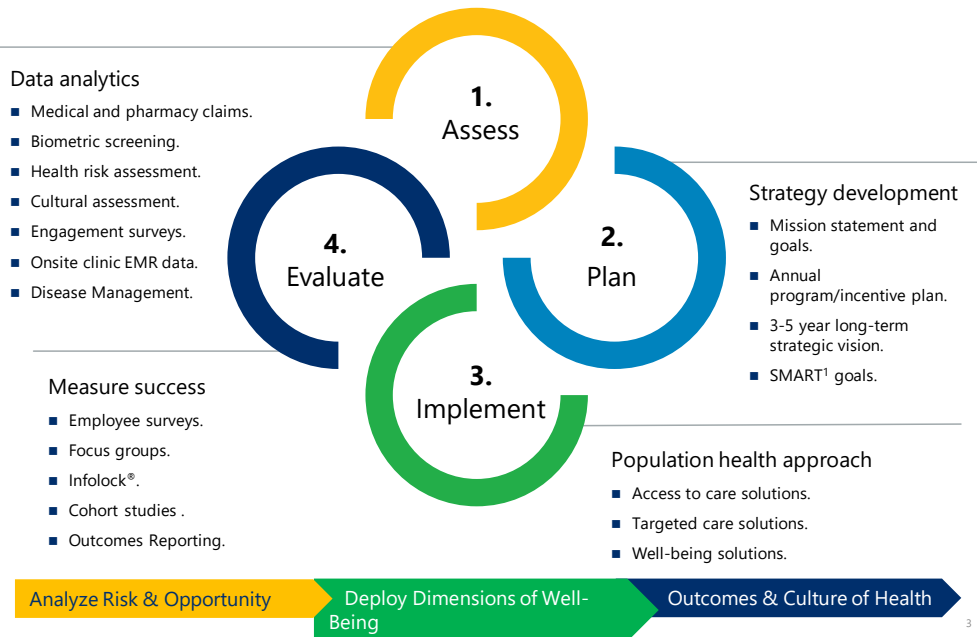 1.
Assess
Data analytics
Medical and pharmacy claims.
Biometric screening.
Health risk assessment.
Cultural assessment.
Engagement surveys.
Onsite clinic EMR data.
Disease Management.
2.
Plan
Strategy development
Mission statement and
goals.
Annual
program/incentive plan.
3-5 year long-term
strategic vision.
SMART¹ goals.
3.
Implement
Population health approach
Access to care solutions.
Targeted care solutions.
Well-being solutions.
4.
Evaluate
Measure success
Employee surveys.
Focus groups.
Infolock®.
Cohort studies .
Outcomes Reporting.
Analyze Risk & Opportunity
Deploy Dimensions of Well-
Being
Outcomes & Culture of Health
3